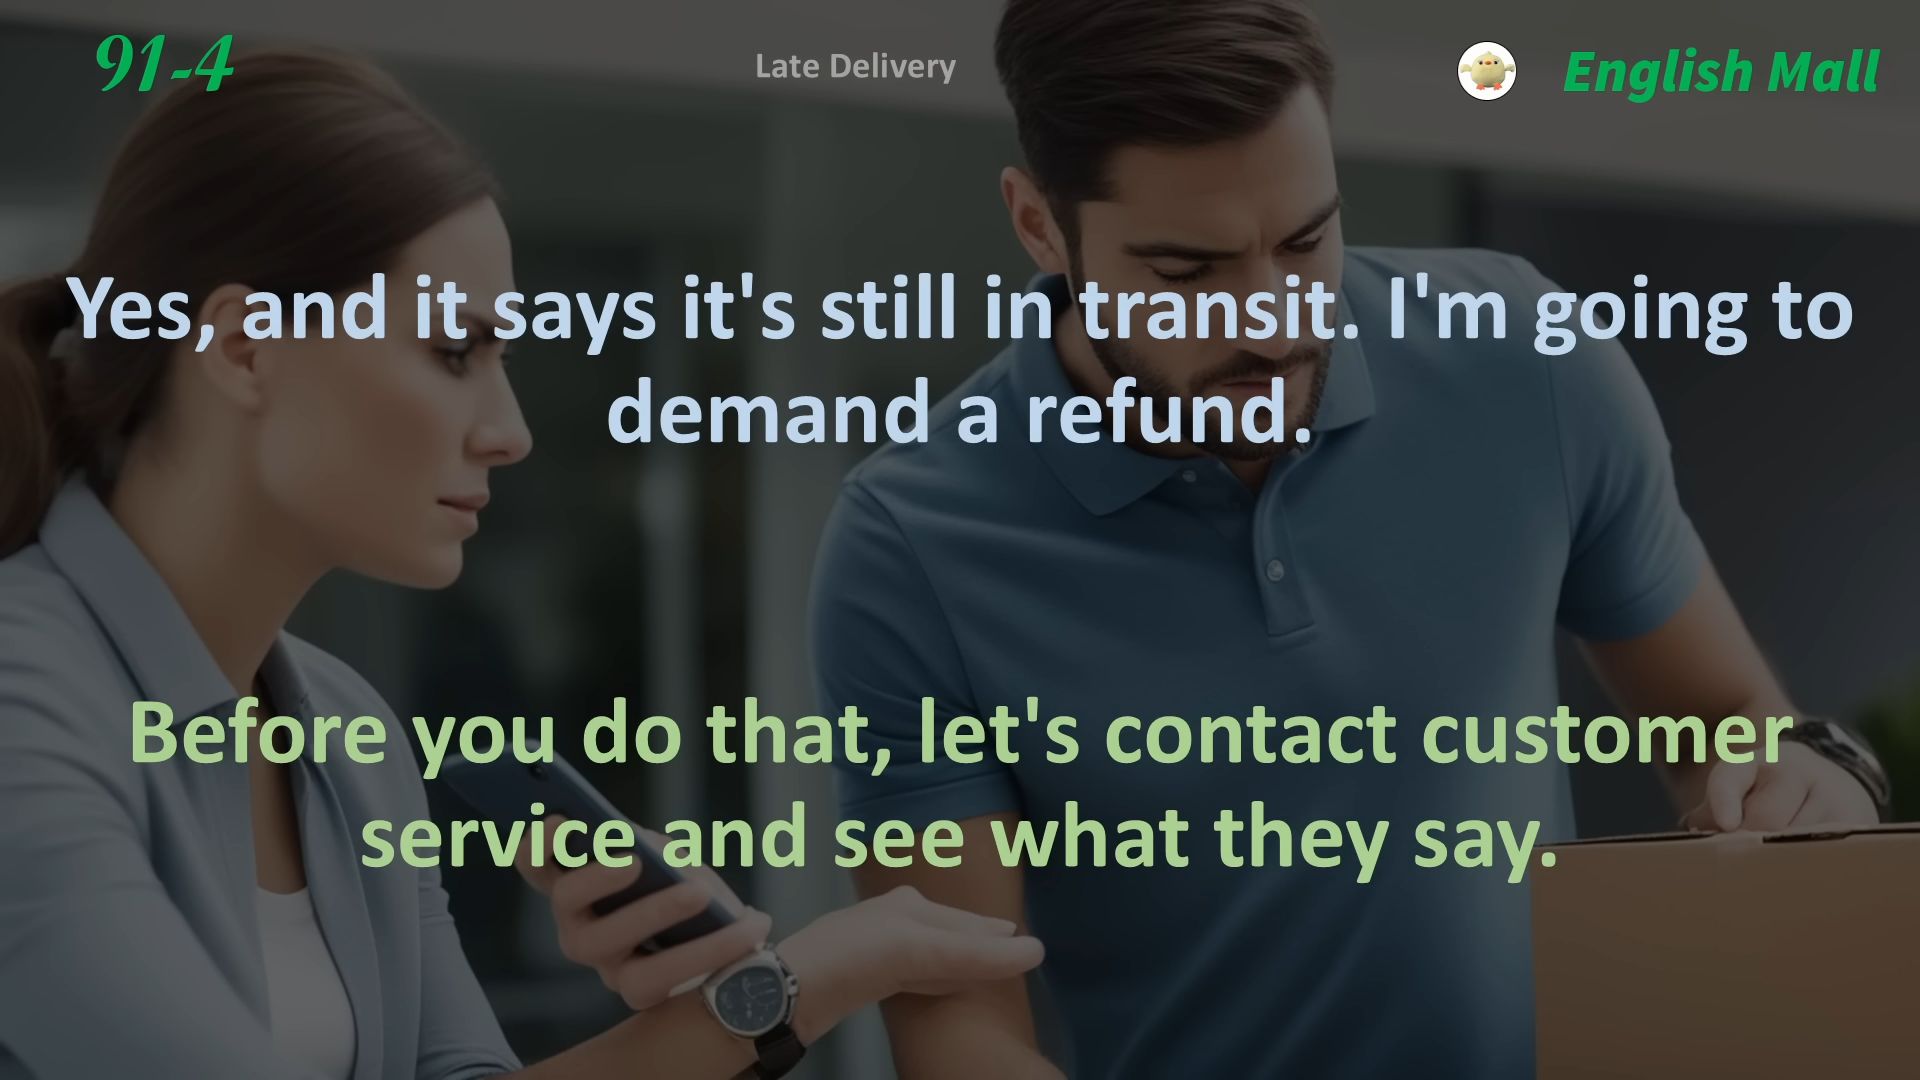 91-4
Late Delivery
English Mall
Yes, and it says it's still in transit. I'm going to
demand a refund.
Before you do that, let's contact customer
service and see what they say.